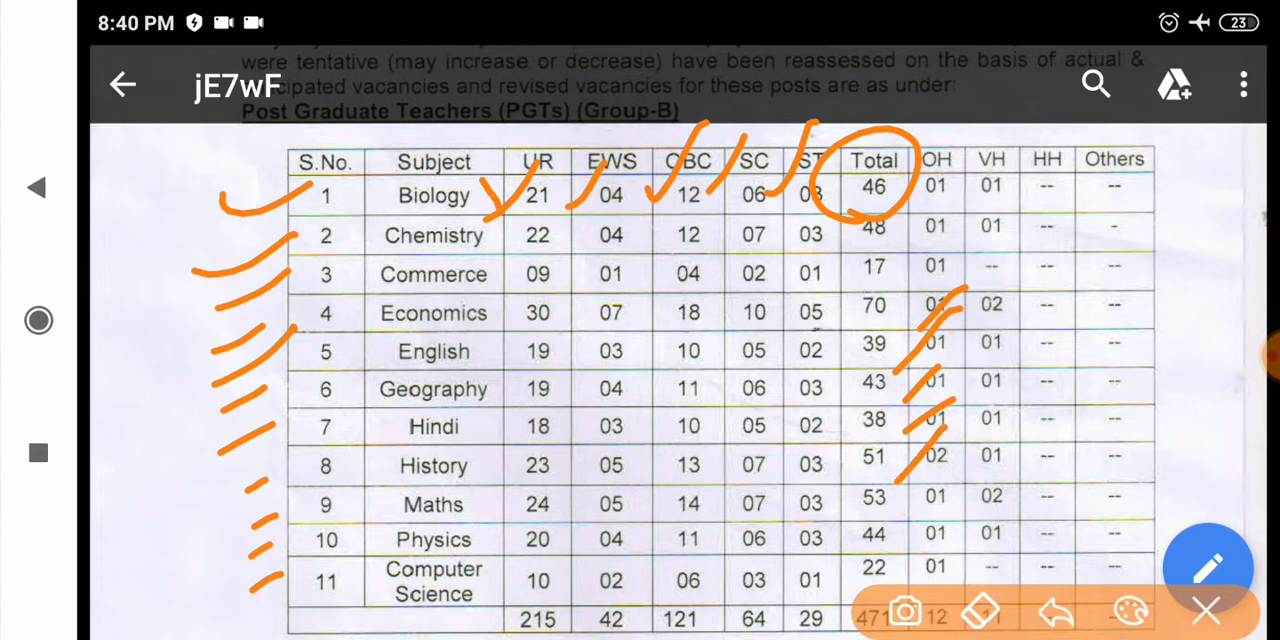 8:40 PM 23
were tentative (may increase or decrease) have been reassessed on the basis of actual &
jE7wF cipated vacancies and revised vacancies for these posts are as under:
Post Graduate Teachers (PGTs) (Group-B)
S.No. Subject UR EWS OBC SC ST Total OH VH HH Others
1 Biology 21 04 12 06 03 46 01 01 -- --
2 Chemistry 22 04 12 07 03 48 01 01 -- -
3 Commerce 09 01 04 02 01 17 01 -- -- --
4 Economics 30 07 18 10 05 70 01 02 -- --
5 English 19 03 10 05 02 39 01 01 -- --
6 Geography 19 04 11 06 03 43 01 01 -- --
7 Hindi 18 03 10 05 02 38 01 01 -- --
8 History 23 05 13 07 03 51 02 01 -- --
9 Maths 24 05 14 07 03 53 01 02 -- --
10 Physics 20 04 11 06 03 44 01 01 -- --
11 Computer Science 10 02 06 03 01 22 01 -- -- --
215 42 121 64 29 471 12 11 --